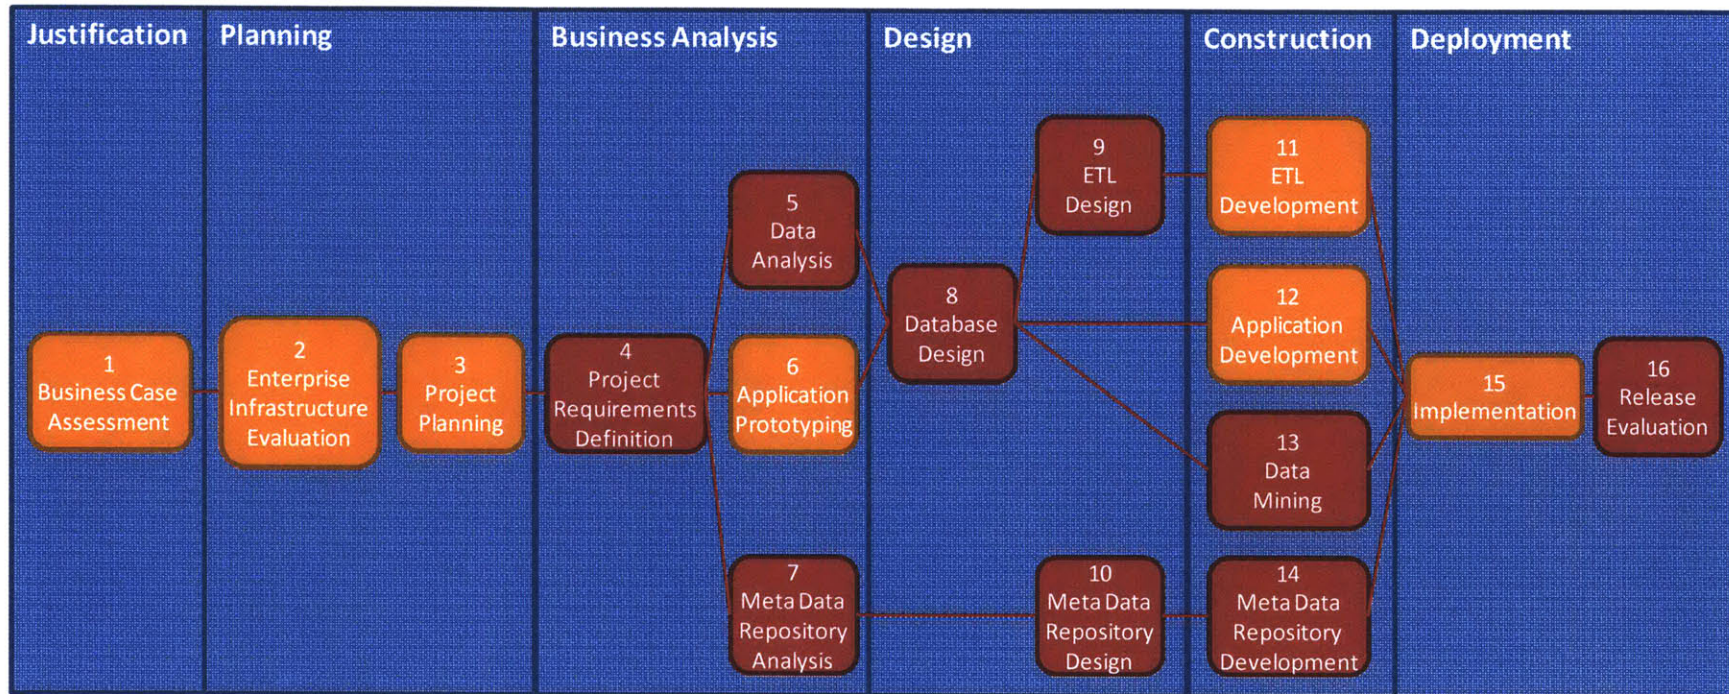 Justification
Planning
Business Analysis
Design
Construction
Deployment
1
Business Case
Assessment
2
Enterprise
Infrastructure
Evaluation
3
Project
Planning
4
Project
Requirements
Definition
5
Data
Analysis
6
Application
Prototyping
7
Meta Data
Repository
Analysis
8
Database
Design
9
ETL
Design
10
Meta Data
Repository
Design
11
ETL
Development
12
Application
Development
13
Data
Mining
14
Meta Data
Repository
Development
15
Implementation
16
Release
Evaluation